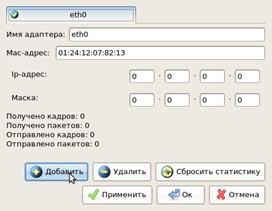 eth0
Имя адаптера: eth0
Мас-адрес: 01:24:12:07:82:13
Ip-адрес: 0 . 0 . 0 . 0
Маска: 0 . 0 . 0 . 0
Получено кадров: 0
Получено пакетов: 0
Отправлено кадров: 0
Отправлено пакетов: 0
Добавить Удалить Сбросить статистику
Применить Ок Отмена